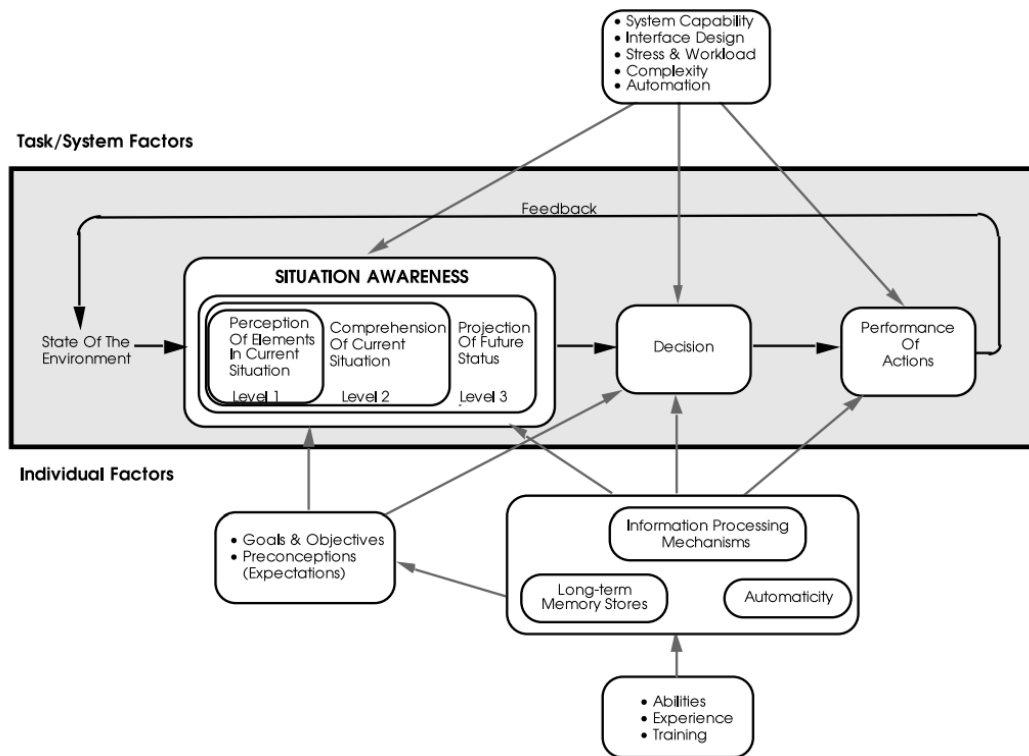 • System Capability
• Interface Design
• Stress & Workload
• Complexity
• Automation
Task/System Factors
Feedback
SITUATION AWARENESS
Perception
Of Elements
In Current
Situation
Level 1
Comprehension
Of Current
Situation
Level 2
Projection
Of Future
Status
Level 3
State Of The
Environment
Decision
Performance
Of
Actions
Individual Factors
• Goals & Objectives
• Preconceptions
(Expectations)
Information Processing
Mechanisms
Long-term
Memory Stores
Automaticity
• Abilities
• Experience
• Training